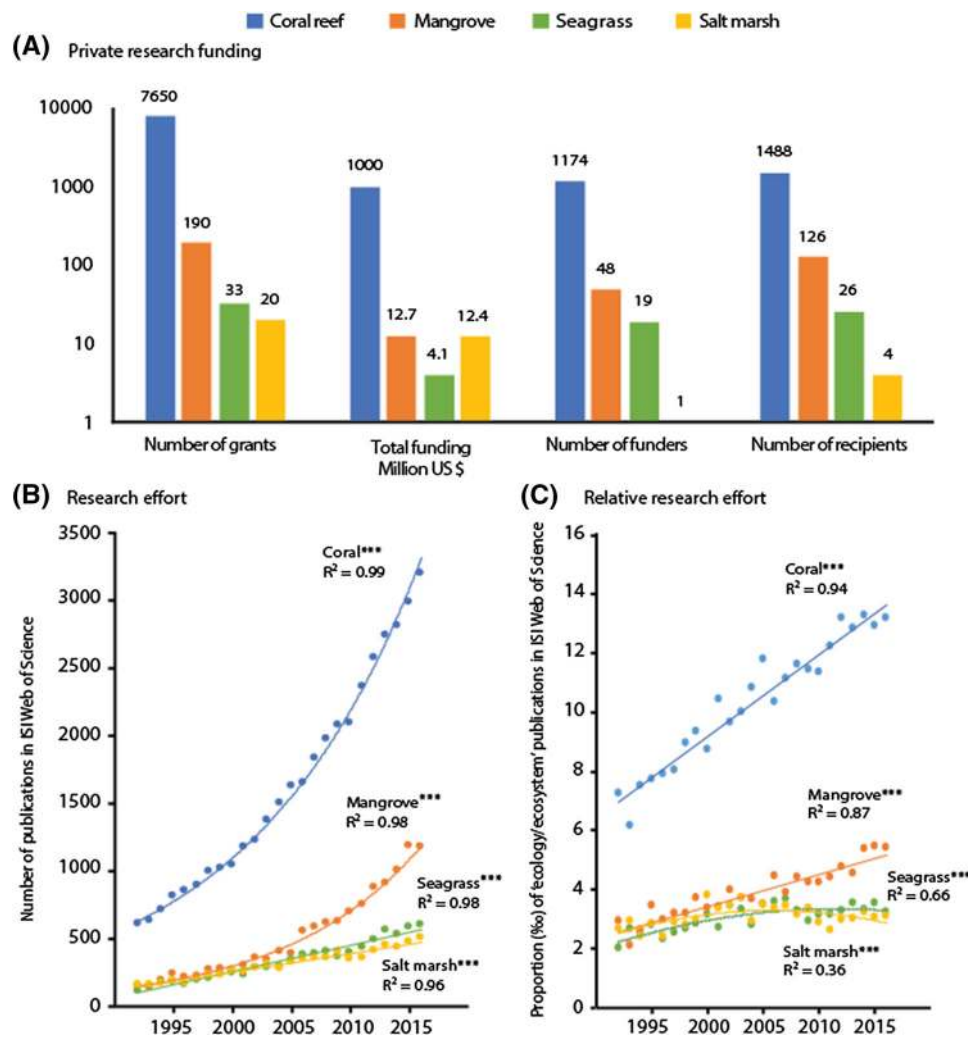 Coral reef Mangrove Seagrass Salt marsh
(A) Private research funding
10000
1000
100
10
1
7650
190
33
20
1000
12.7
4.1
12.4
1174
48
19
1
1488
126
26
4
Number of grants
Total funding
Million US $
Number of funders
Number of recipients
(B) Research effort
Number of publications in ISI Web of Science
3500
3000
2500
2000
1500
1000
500
0
Coral***
R² = 0.99
Mangrove***
R² = 0.98
Seagrass***
R² = 0.98
Salt marsh***
R² = 0.96
1995 2000 2005 2010 2015
(C) Relative research effort
Proportion (‰) of 'ecology/ecosystem' publications in ISI Web of Science
16
14
12
10
8
6
4
2
0
Coral***
R² = 0.94
Mangrove***
R² = 0.87
Seagrass***
R² = 0.66
Salt marsh***
R² = 0.36
1995 2000 2005 2010 2015